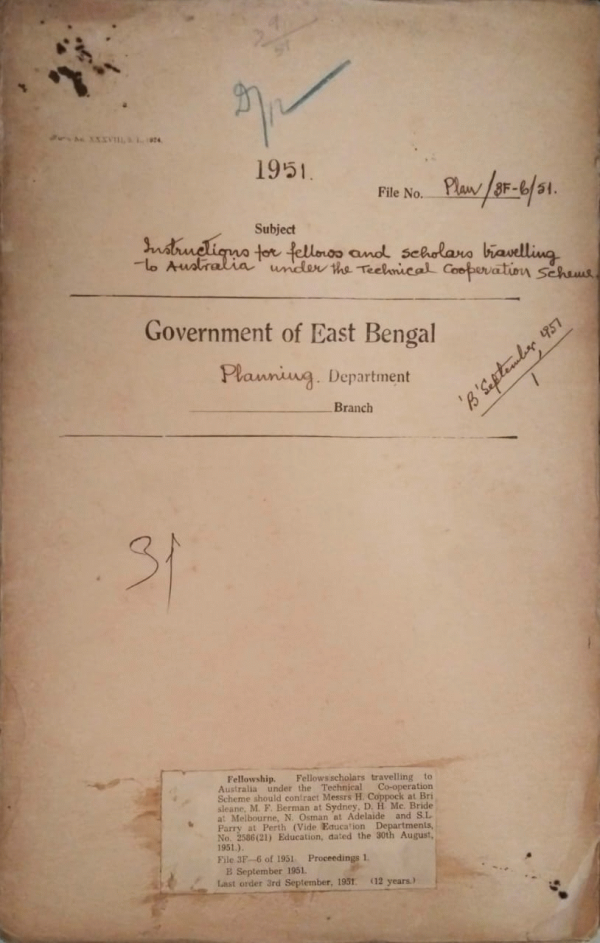 1951.
File No. Plan/3F-6/51.
Subject
Instructions for fellows and scholars travelling
to Australia under the Technical Cooperation Scheme.
Government of East Bengal
Planning. Department
Branch
'B' September 1951
1
3f
Fellowship. Fellows:scholars travelling to
Australia under the Technical Co-operation
Scheme should contract Messrs H. Coppock at Bri
sleane, M. F. Berman at Sydney, D. H. Mc. Bride
at Melbourne, N. Osman at Adelaide and S.L.
Parry at Perth (Vide Education Departments,
No. 2586(21) Education, dated the 30th August,
1951.).
File 3F—6 of 1951. Proceedings 1.
B September 1951.
Last order 3rd September, 1951. (12 years.)